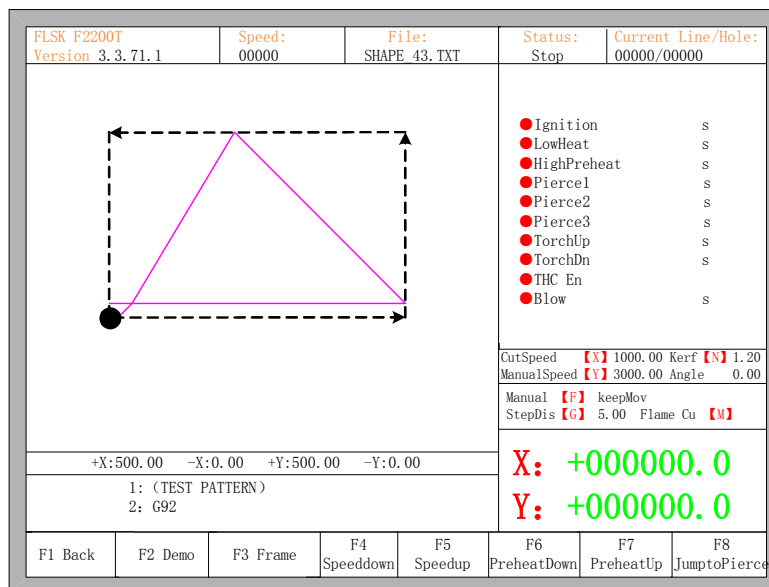 FLSK F2200T Speed: File: Status: Current Line/Hole:
Version 3.3.71.1 00000 SHAPE_43.TXT Stop 00000/00000
Ignition s
LowHeat s
HighPreheat s
Pierce1 s
Pierce2 s
Pierce3 s
TorchUp s
TorchDn s
THC En
Blow s
CutSpeed 【X】 1000.00 Kerf 【N】 1.20
ManualSpeed 【Y】 3000.00 Angle 0.00
Manual 【F】 keepMov
StepDis 【G】 5.00 Flame Cu 【M】
+X:500.00 -X:0.00 +Y:500.00 -Y:0.00
1: (TEST PATTERN)
2: G92
X: +000000.0
Y: +000000.0
F1 Back
F2 Demo
F3 Frame
F4
Speeddown
F5
Speedup
F6
PreheatDown
F7
PreheatUp
F8
JumptoPierce